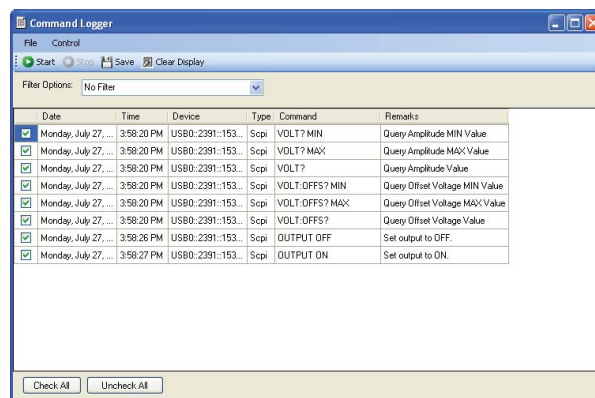 Command Logger
File Control
Start Stop Save Clear Display
Filter Options: No Filter
Date Time Device Type Command Remarks
Monday, July 27, ... 3:58:20 PM USB0::2391::153... Scpi VOLT? MIN Query Amplitude MIN Value
Monday, July 27, ... 3:58:20 PM USB0::2391::153... Scpi VOLT? MAX Query Amplitude MAX Value
Monday, July 27, ... 3:58:20 PM USB0::2391::153... Scpi VOLT? Query Amplitude Value
Monday, July 27, ... 3:58:20 PM USB0::2391::153... Scpi VOLT:OFFS? MIN Query Offset Voltage MIN Value
Monday, July 27, ... 3:58:20 PM USB0::2391::153... Scpi VOLT:OFFS? MAX Query Offset Voltage MAX Value
Monday, July 27, ... 3:58:20 PM USB0::2391::153... Scpi VOLT:OFFS? Query Offset Voltage Value
Monday, July 27, ... 3:58:26 PM USB0::2391::153... Scpi OUTPUT OFF Set output to OFF.
Monday, July 27, ... 3:58:27 PM USB0::2391::153... Scpi OUTPUT ON Set output to ON.
Check All Uncheck All